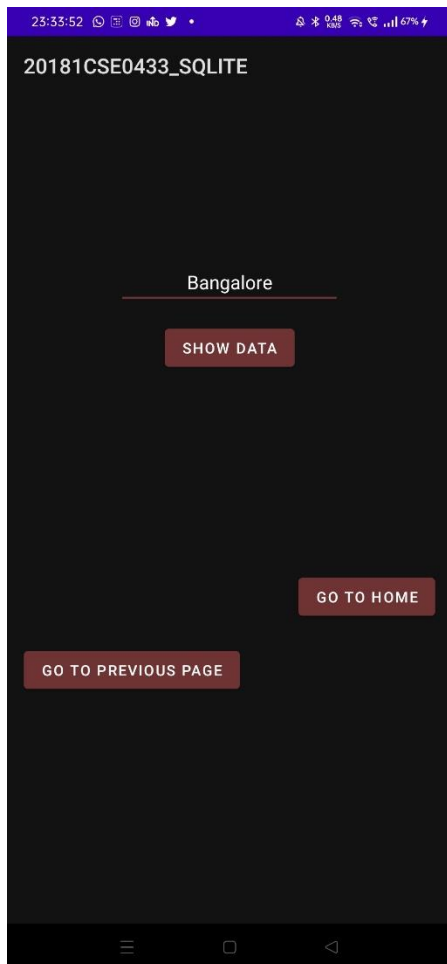 23:33:52 0.48 KB/S 67%
20181CSE0433_SQLITE
Bangalore
SHOW DATA
GO TO HOME
GO TO PREVIOUS PAGE